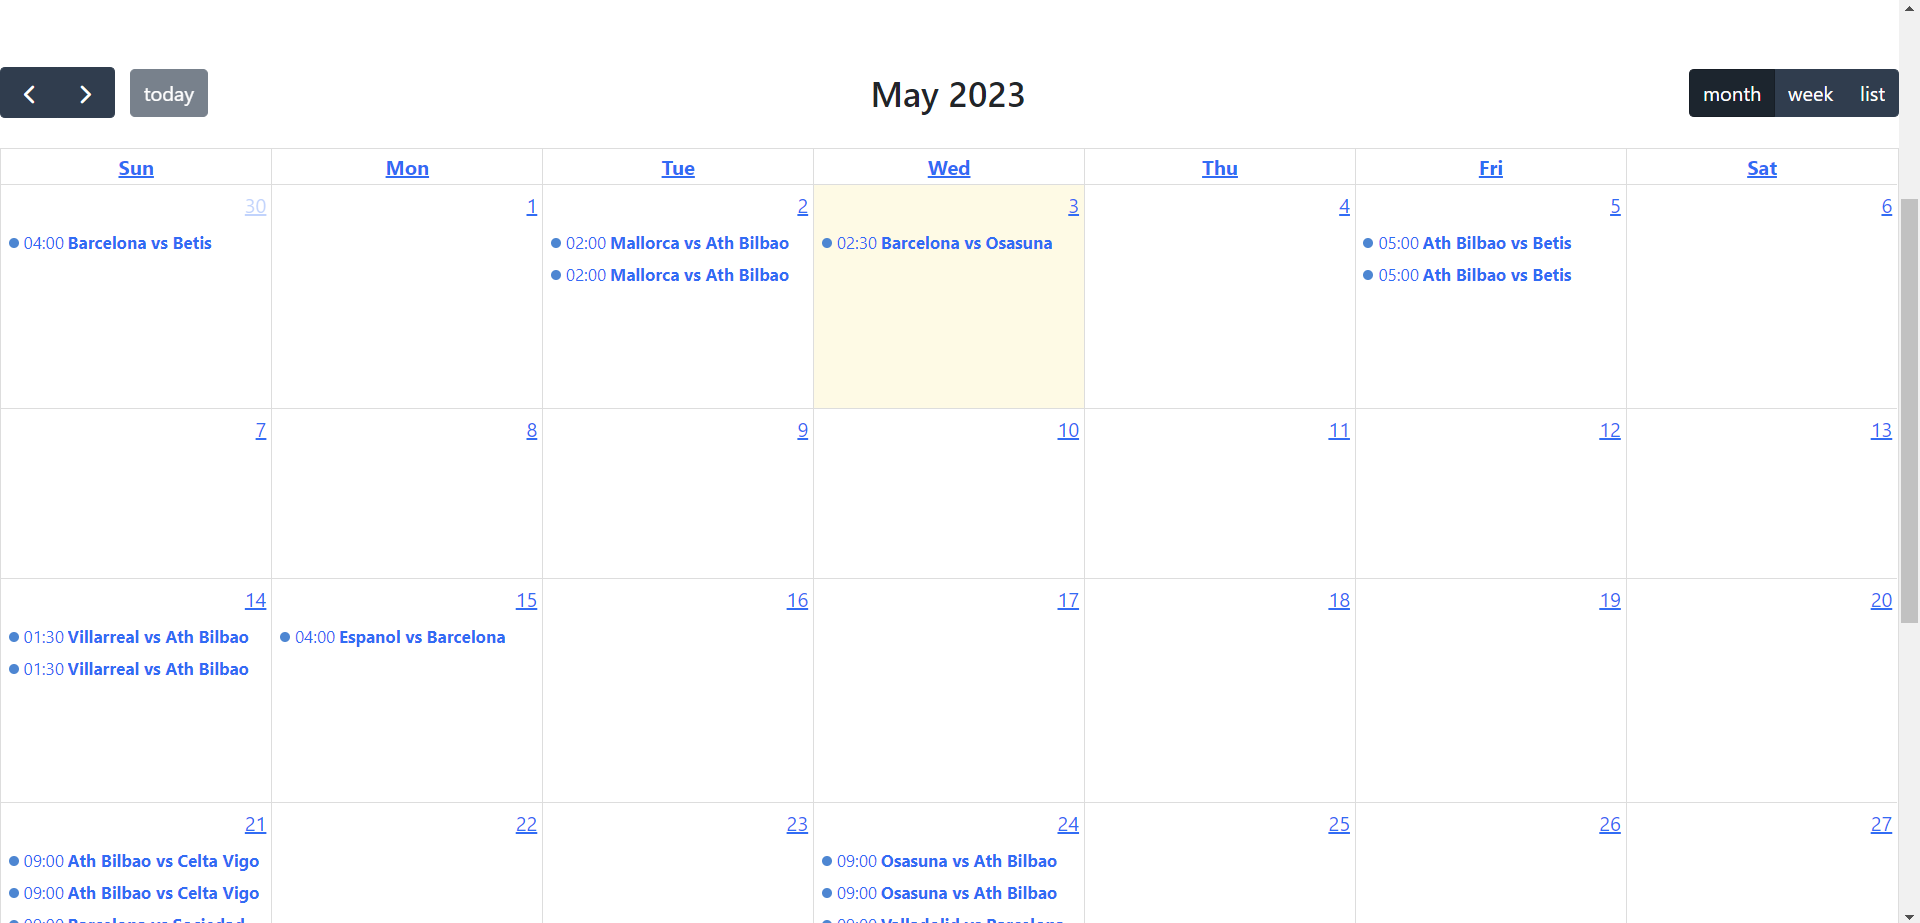 today
May 2023
month week list
Sun Mon Tue Wed Thu Fri Sat
30 1 2 3 4 5 6
04:00 Barcelona vs Betis
02:00 Mallorca vs Ath Bilbao
02:00 Mallorca vs Ath Bilbao
02:30 Barcelona vs Osasuna
05:00 Ath Bilbao vs Betis
05:00 Ath Bilbao vs Betis
7 8 9 10 11 12 13
14 15 16 17 18 19 20
01:30 Villarreal vs Ath Bilbao
01:30 Villarreal vs Ath Bilbao
04:00 Espanol vs Barcelona
21 22 23 24 25 26 27
09:00 Ath Bilbao vs Celta Vigo
09:00 Ath Bilbao vs Celta Vigo
09:00 Osasuna vs Ath Bilbao
09:00 Osasuna vs Ath Bilbao